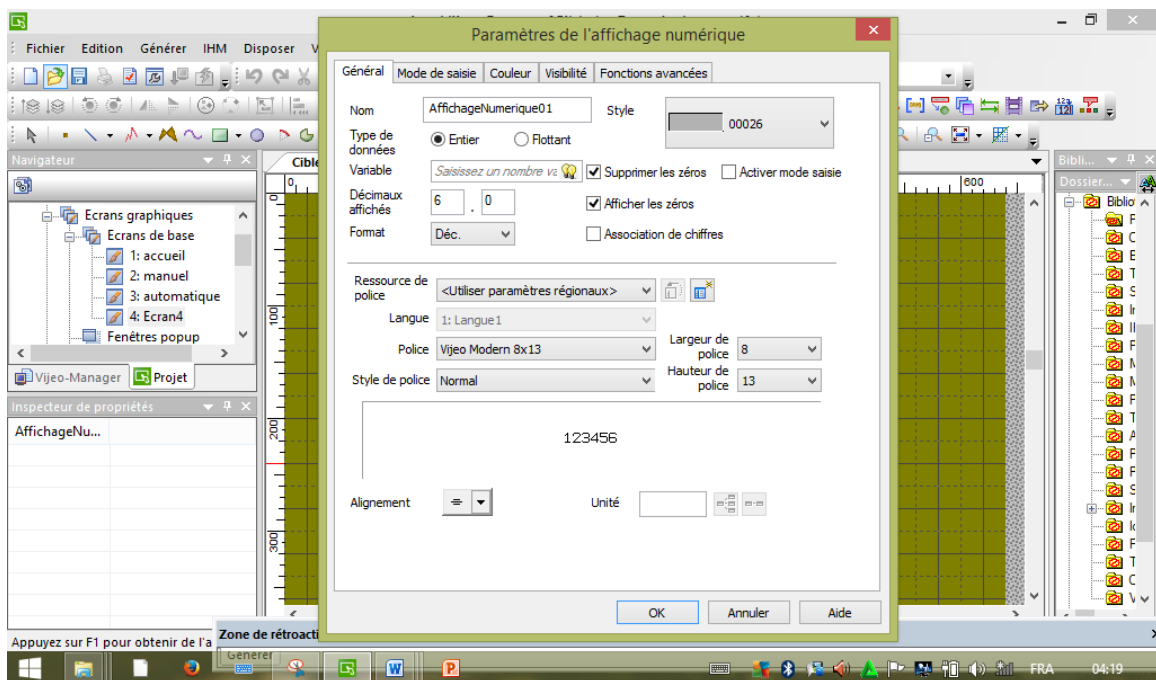 Paramètres de l'affichage numérique
Fichier Edition Générer IHM Disposer V
Général Mode de saisie Couleur Visibilité Fonctions avancées
Nom AffichageNumerique01 Style 00026
Type de données Entier Flottant
Variable Saisissez un nombre va Supprimer les zéros Activer mode saisie
Décimaux affichés 6 . 0 Afficher les zéros
Format Déc. Association de chiffres
Ressource de police <Utiliser paramètres régionaux>
Langue 1: Langue1
Police Vijeo Modern 8x13 Largeur de police 8
Style de police Normal Hauteur de police 13
123456
Alignement Unité
OK Annuler Aide
Navigateur
Ecrans graphiques
Ecrans de base
1: accueil
2: manuel
3: automatique
4: Ecran4
Fenêtres popup
Vijeo-Manager Projet
Inspecteur de propriétés
AffichageNu...
Cible
0
600
0
100
200
300
Bibli...
Dossier...
Biblio
F
C
E
T
S
Ir
II
F
M
N
F
T
A
F
F
S
Ir
Ic
F
T
C
V
Appuyez sur F1 pour obtenir de l'a
Zone de rétroacti
Générer
FRA 04:19